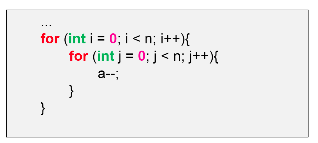 ...
for (int i = 0; i < n; i++){
for (int j = 0; j < n; j++){
a--;
}
}